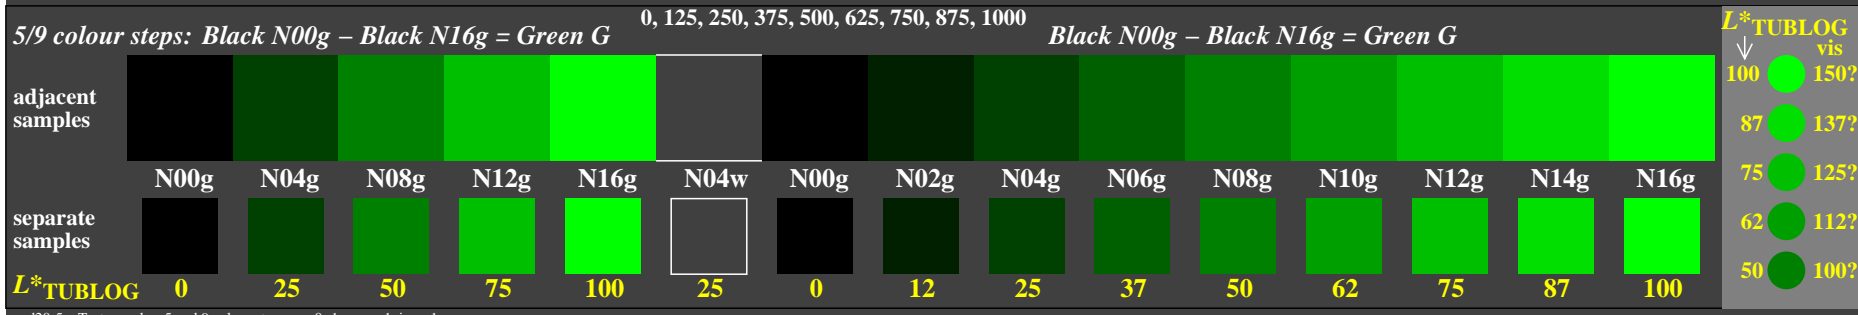 0, 125, 250, 375, 500, 625, 750, 875, 1000
5/9 colour steps: Black N00g – Black N16g = Green G
Black N00g – Black N16g = Green G
adjacent
samples
N00g N04g N08g N12g N16g N04w N00g N02g N04g N06g N08g N10g N12g N14g N16g
separate
samples
L*TUBLOG 0 25 50 75 100 25 0 12 25 37 50 62 75 87 100
L*TUBLOG
vis
100 150?
87 137?
75 125?
62 112?
50 100?